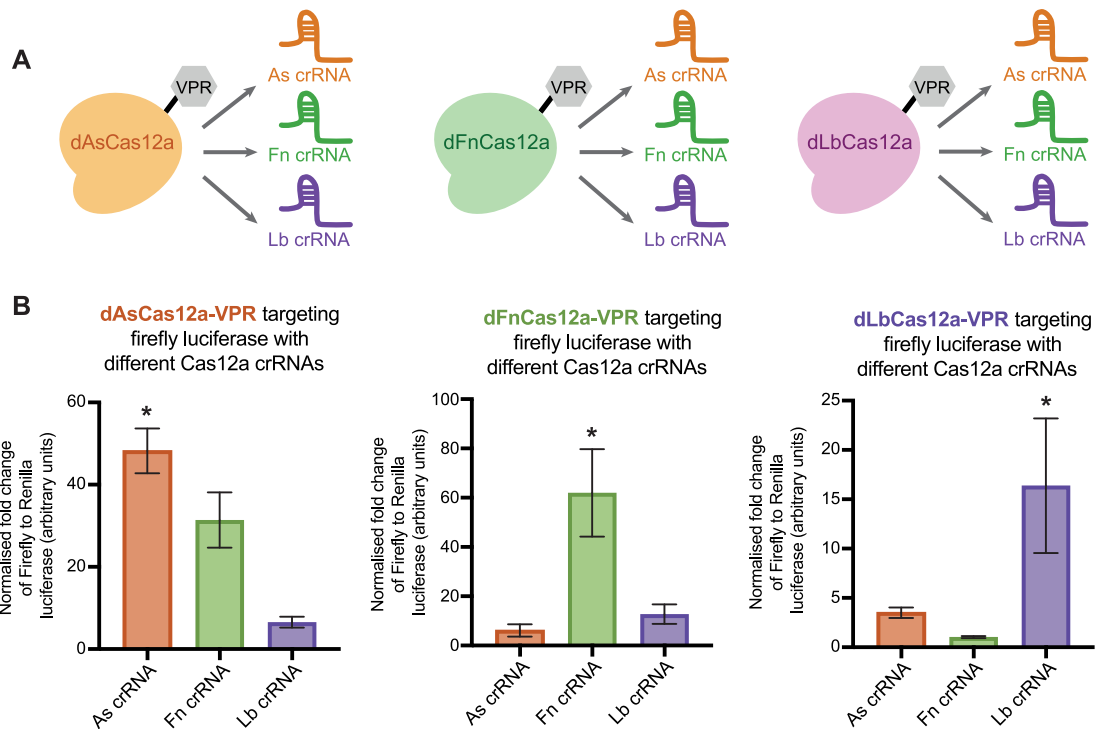 A
VPR
dAsCas12a
As crRNA
Fn crRNA
Lb crRNA
VPR
dFnCas12a
As crRNA
Fn crRNA
Lb crRNA
VPR
dLbCas12a
As crRNA
Fn crRNA
Lb crRNA
B
dAsCas12a-VPR targeting
firefly luciferase with
different Cas12a crRNAs
Normalised fold change
of Firefly to Renilla
luciferase (arbitrary units)
60
40
20
0
*
As crRNA
Fn crRNA
Lb crRNA
dFnCas12a-VPR targeting
firefly luciferase with
different Cas12a crRNAs
Normalised fold change
of Firefly to Renilla
luciferase (arbitrary units)
100
80
60
40
20
0
*
As crRNA
Fn crRNA
Lb crRNA
dLbCas12a-VPR targeting
firefly luciferase with
different Cas12a crRNAs
Normalised fold change
of Firefly to Renilla
luciferase (arbitrary units)
25
20
15
10
5
0
*
As crRNA
Fn crRNA
Lb crRNA